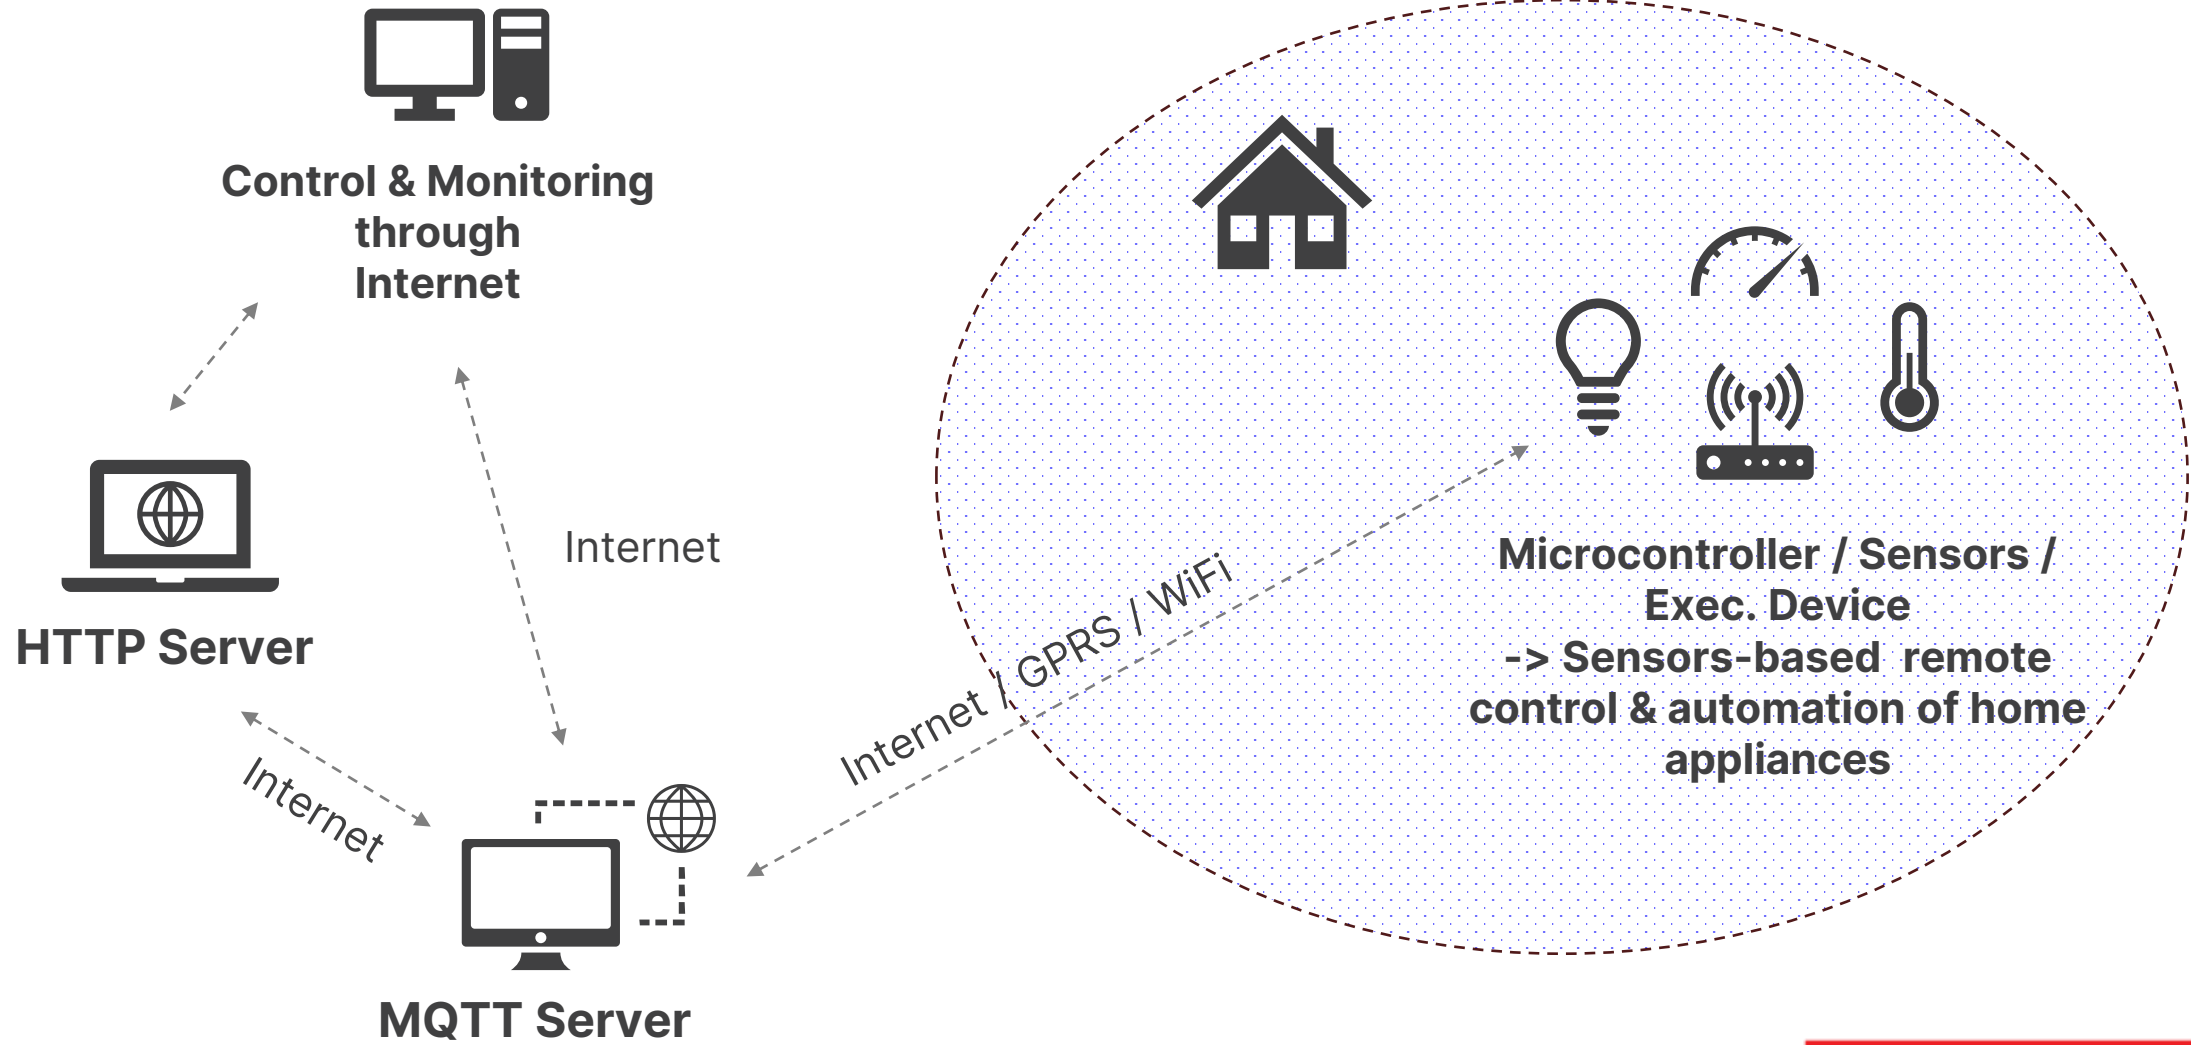 Control & Monitoring
through
Internet
Internet
HTTP Server
Internet
MQTT Server
Internet / GPRS / WiFi
Microcontroller / Sensors /
Exec. Device
-> Sensors-based remote
control & automation of home
appliances